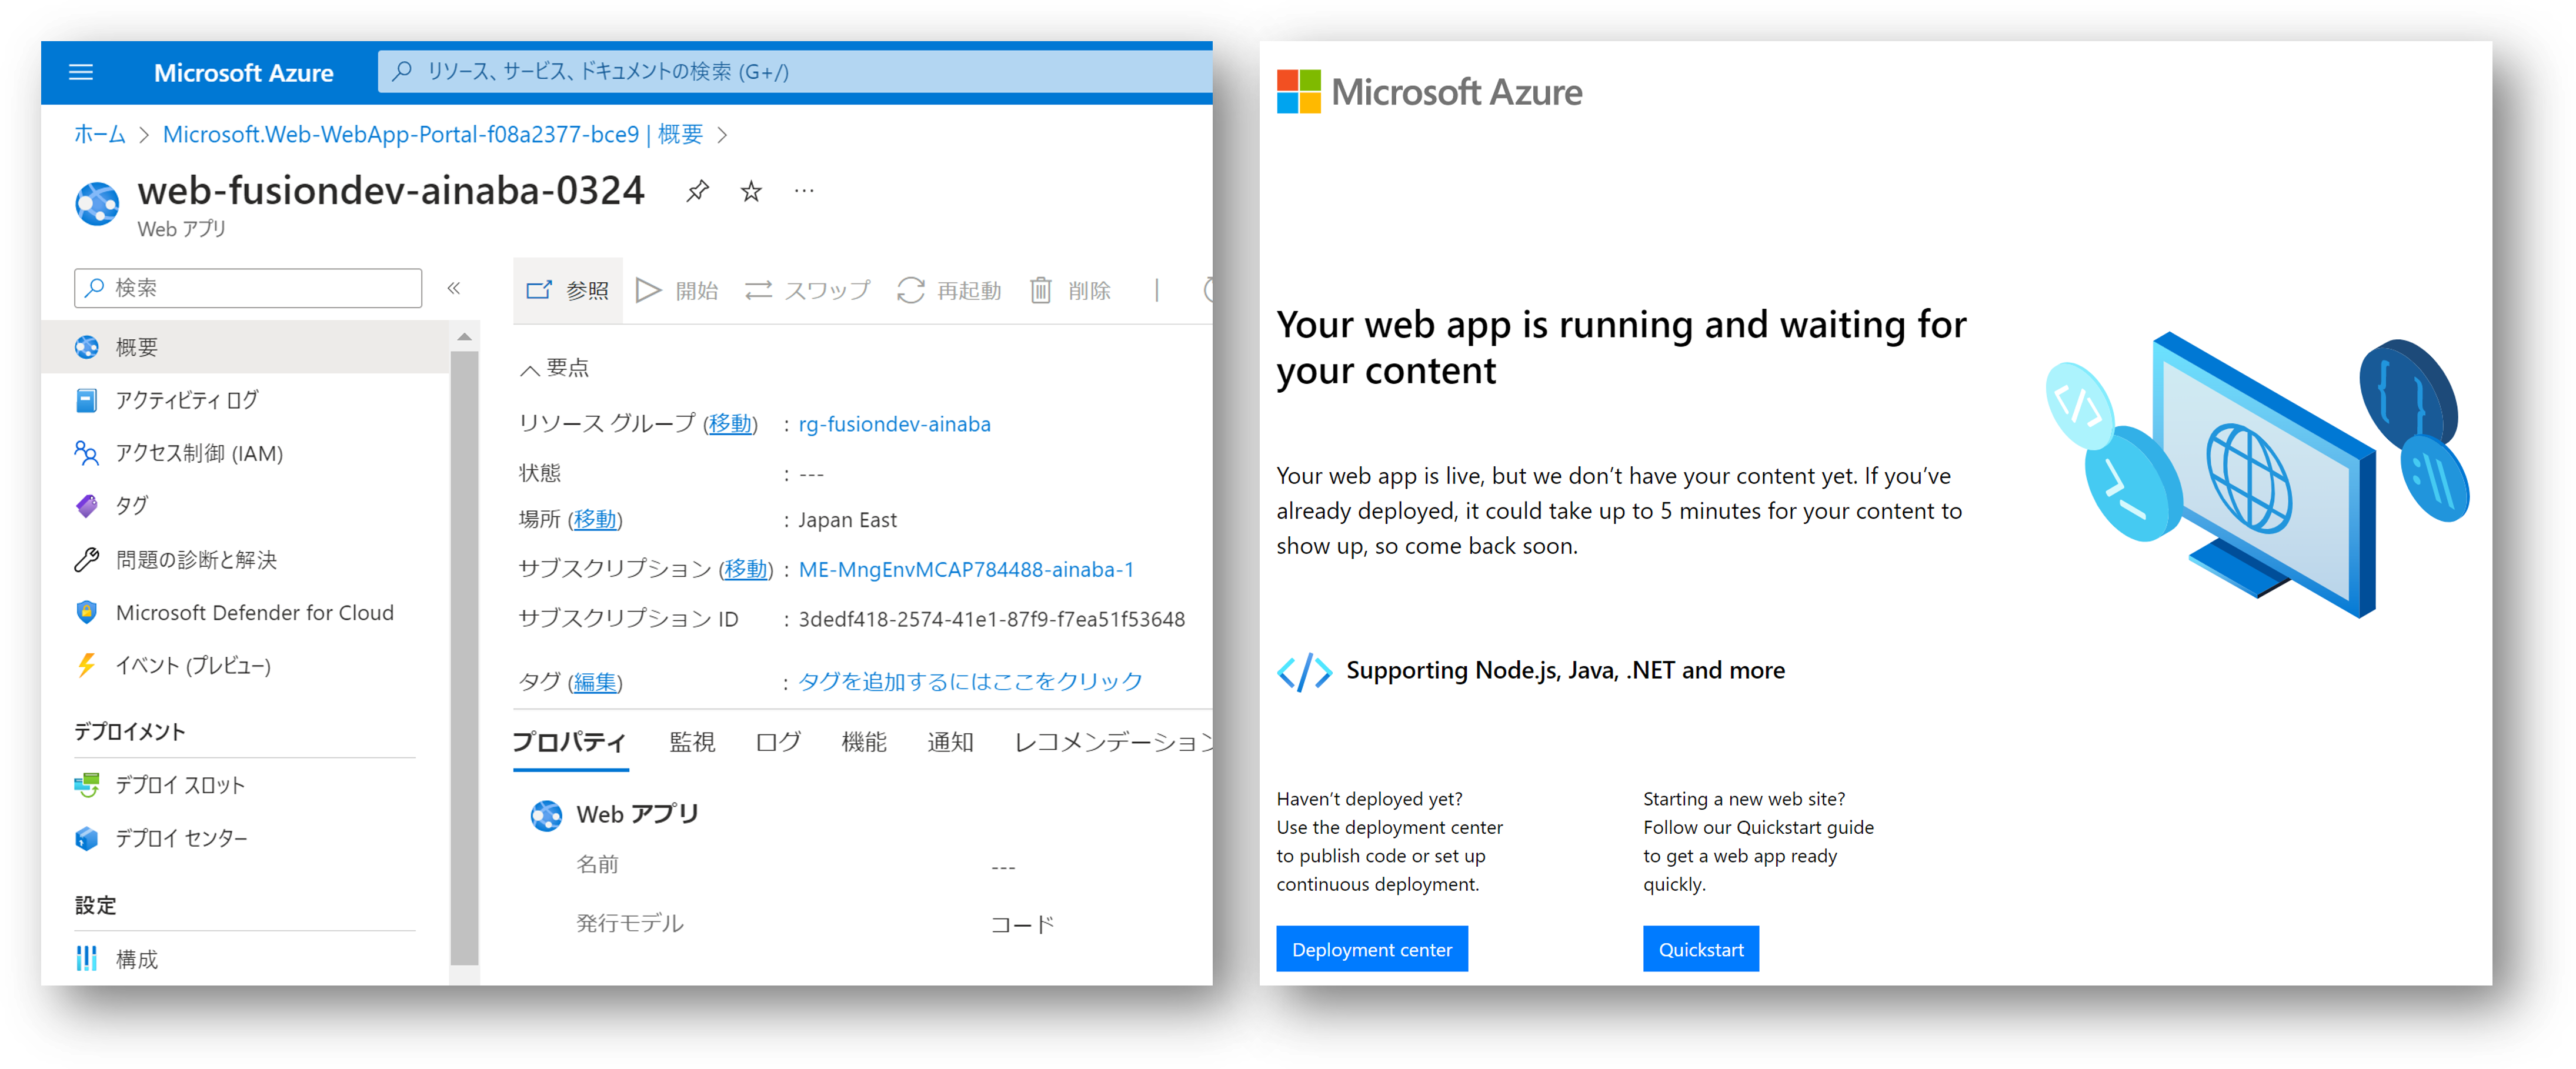 Microsoft Azure
リソース、サービス、ドキュメントの検索 (G+/)
ホーム > Microsoft.Web-WebApp-Portal-f08a2377-bce9 | 概要 >
web-fusiondev-ainaba-0324 ...
Web アプリ
検索 «
概要
アクティビティ ログ
アクセス制御 (IAM)
タグ
問題の診断と解決
Microsoft Defender for Cloud
イベント (プレビュー)
デプロイメント
デプロイ スロット
デプロイ センター
設定
構成
参照 開始 スワップ 再起動 削除 |
要点
リソース グループ (移動) : rg-fusiondev-ainaba
状態 : ---
場所 (移動) : Japan East
サブスクリプション (移動) : ME-MngEnvMCAP784488-ainaba-1
サブスクリプション ID : 3dedf418-2574-41e1-87f9-f7ea51f53648
タグ (編集) : タグを追加するにはここをクリック
プロパティ 監視 ログ 機能 通知 レコメンデーション
Web アプリ
名前 ---
発行モデル コード
Microsoft Azure
Your web app is running and waiting for
your content
Your web app is live, but we don’t have your content yet. If you’ve
already deployed, it could take up to 5 minutes for your content to
show up, so come back soon.
</> Supporting Node.js, Java, .NET and more
Haven’t deployed yet?
Use the deployment center
to publish code or set up
continuous deployment.
Deployment center
Starting a new web site?
Follow our Quickstart guide
to get a web app ready
quickly.
Quickstart